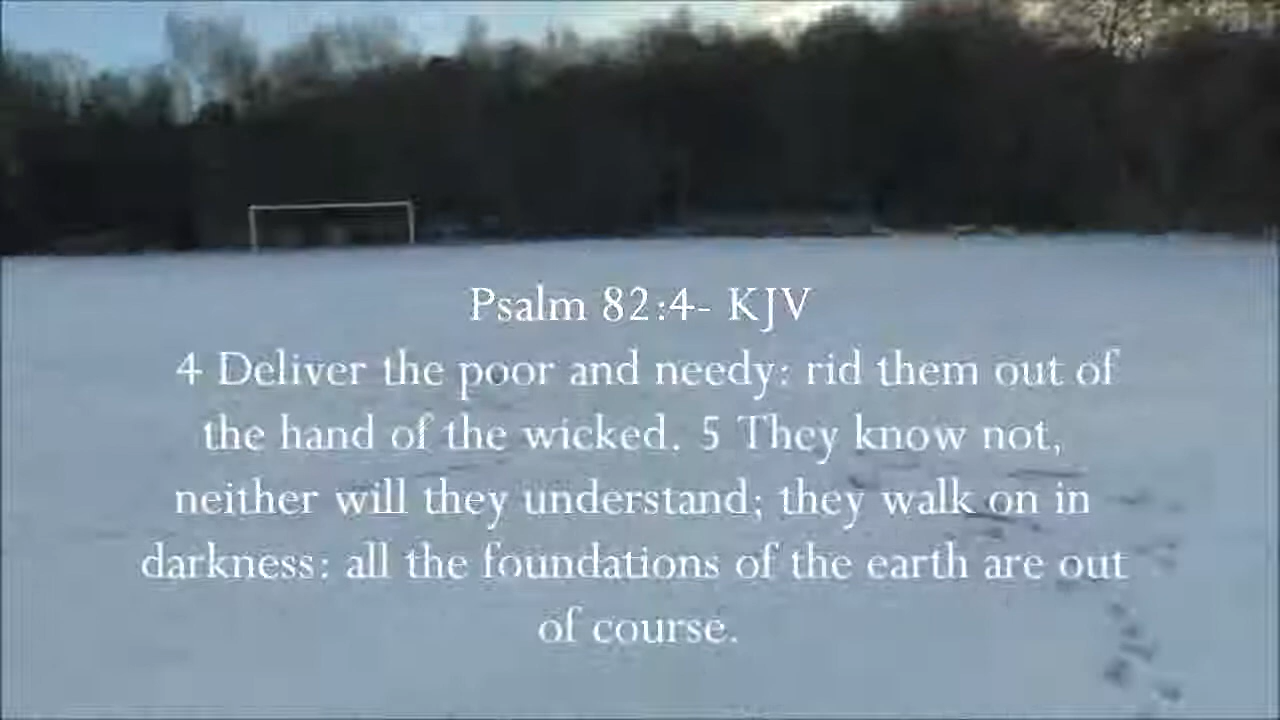 Psalm 82:4- KJV
4 Deliver the poor and needy: rid them out of
the hand of the wicked. 5 They know not,
neither will they understand; they walk on in
darkness: all the foundations of the earth are out
of course.